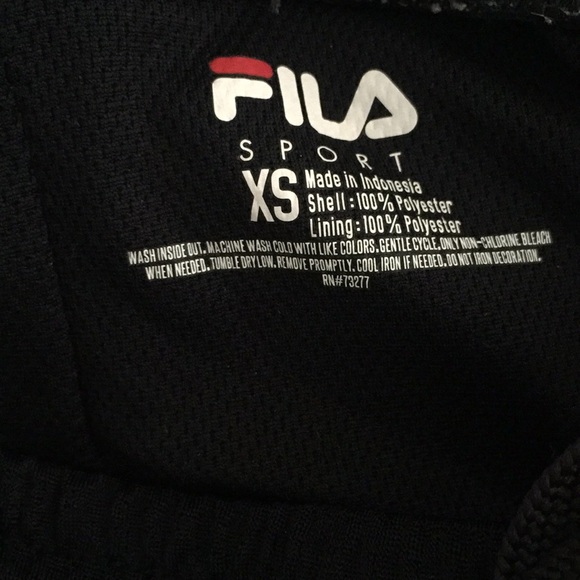 FILA
SPORT
XS
Made in Indonesia
Shell: 100% Polyester
Lining: 100% Polyester
WASH INSIDE OUT. MACHINE WASH COLD WITH LIKE COLORS. GENTLE CYCLE. ONLY NON-CHLORINE BLEACH
WHEN NEEDED. TUMBLE DRY LOW. REMOVE PROMPTLY. COOL IRON IF NEEDED. DO NOT IRON DECORATION.
RN#73277